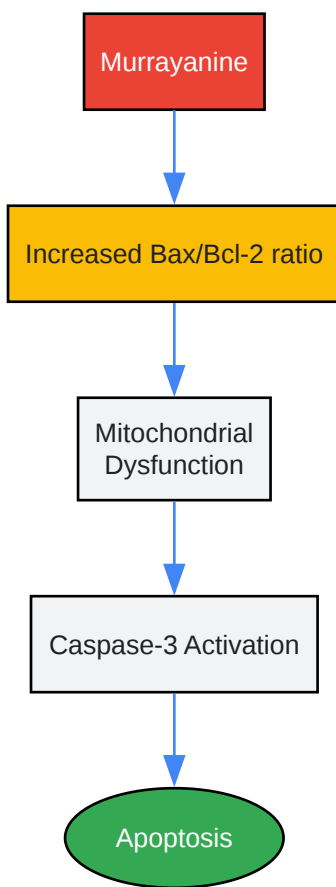 Murrayanine
Increased Bax/Bcl-2 ratio
Mitochondrial
Dysfunction
Caspase-3 Activation
Apoptosis